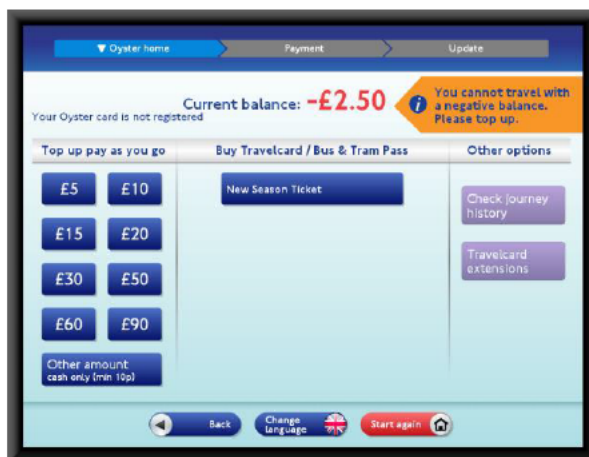 ▼ Oyster home
Payment
Update
Current balance: -£2.50
You cannot travel with
a negative balance.
Please top up.
Your Oyster card is not registered
Top up pay as you go
Buy Travelcard / Bus & Tram Pass
Other options
£5
£10
New Season Ticket
Check journey
history
£15
£20
Travelcard
extensions
£30
£50
£60
£90
Other amount
cash only (min 10p)
Back
Change
language
Start again